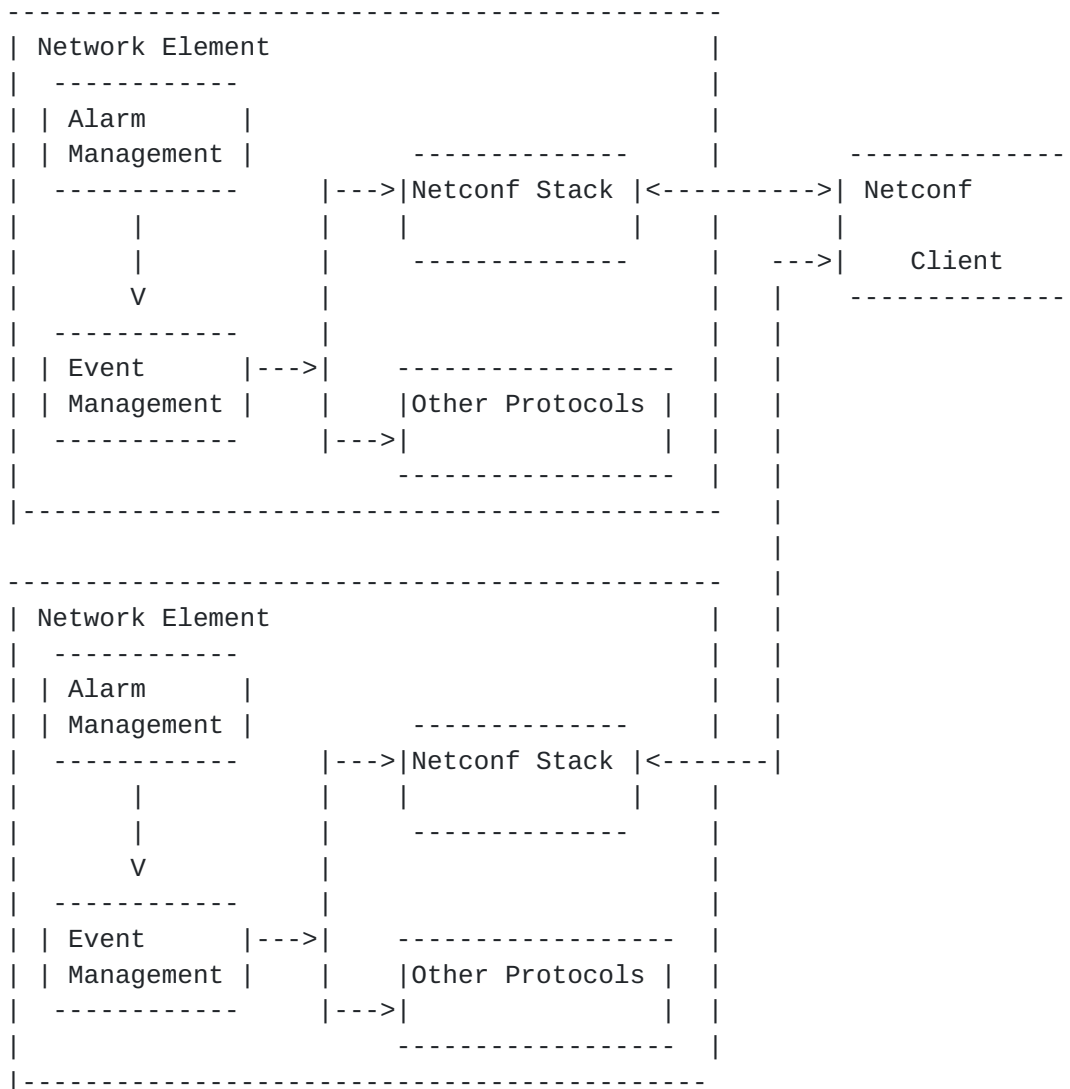 Network Element
Alarm
Management
Netconf Stack
Netconf
Client
V
Event
Management
Other Protocols
Network Element
Alarm
Management
Netconf Stack
V
Event
Management
Other Protocols